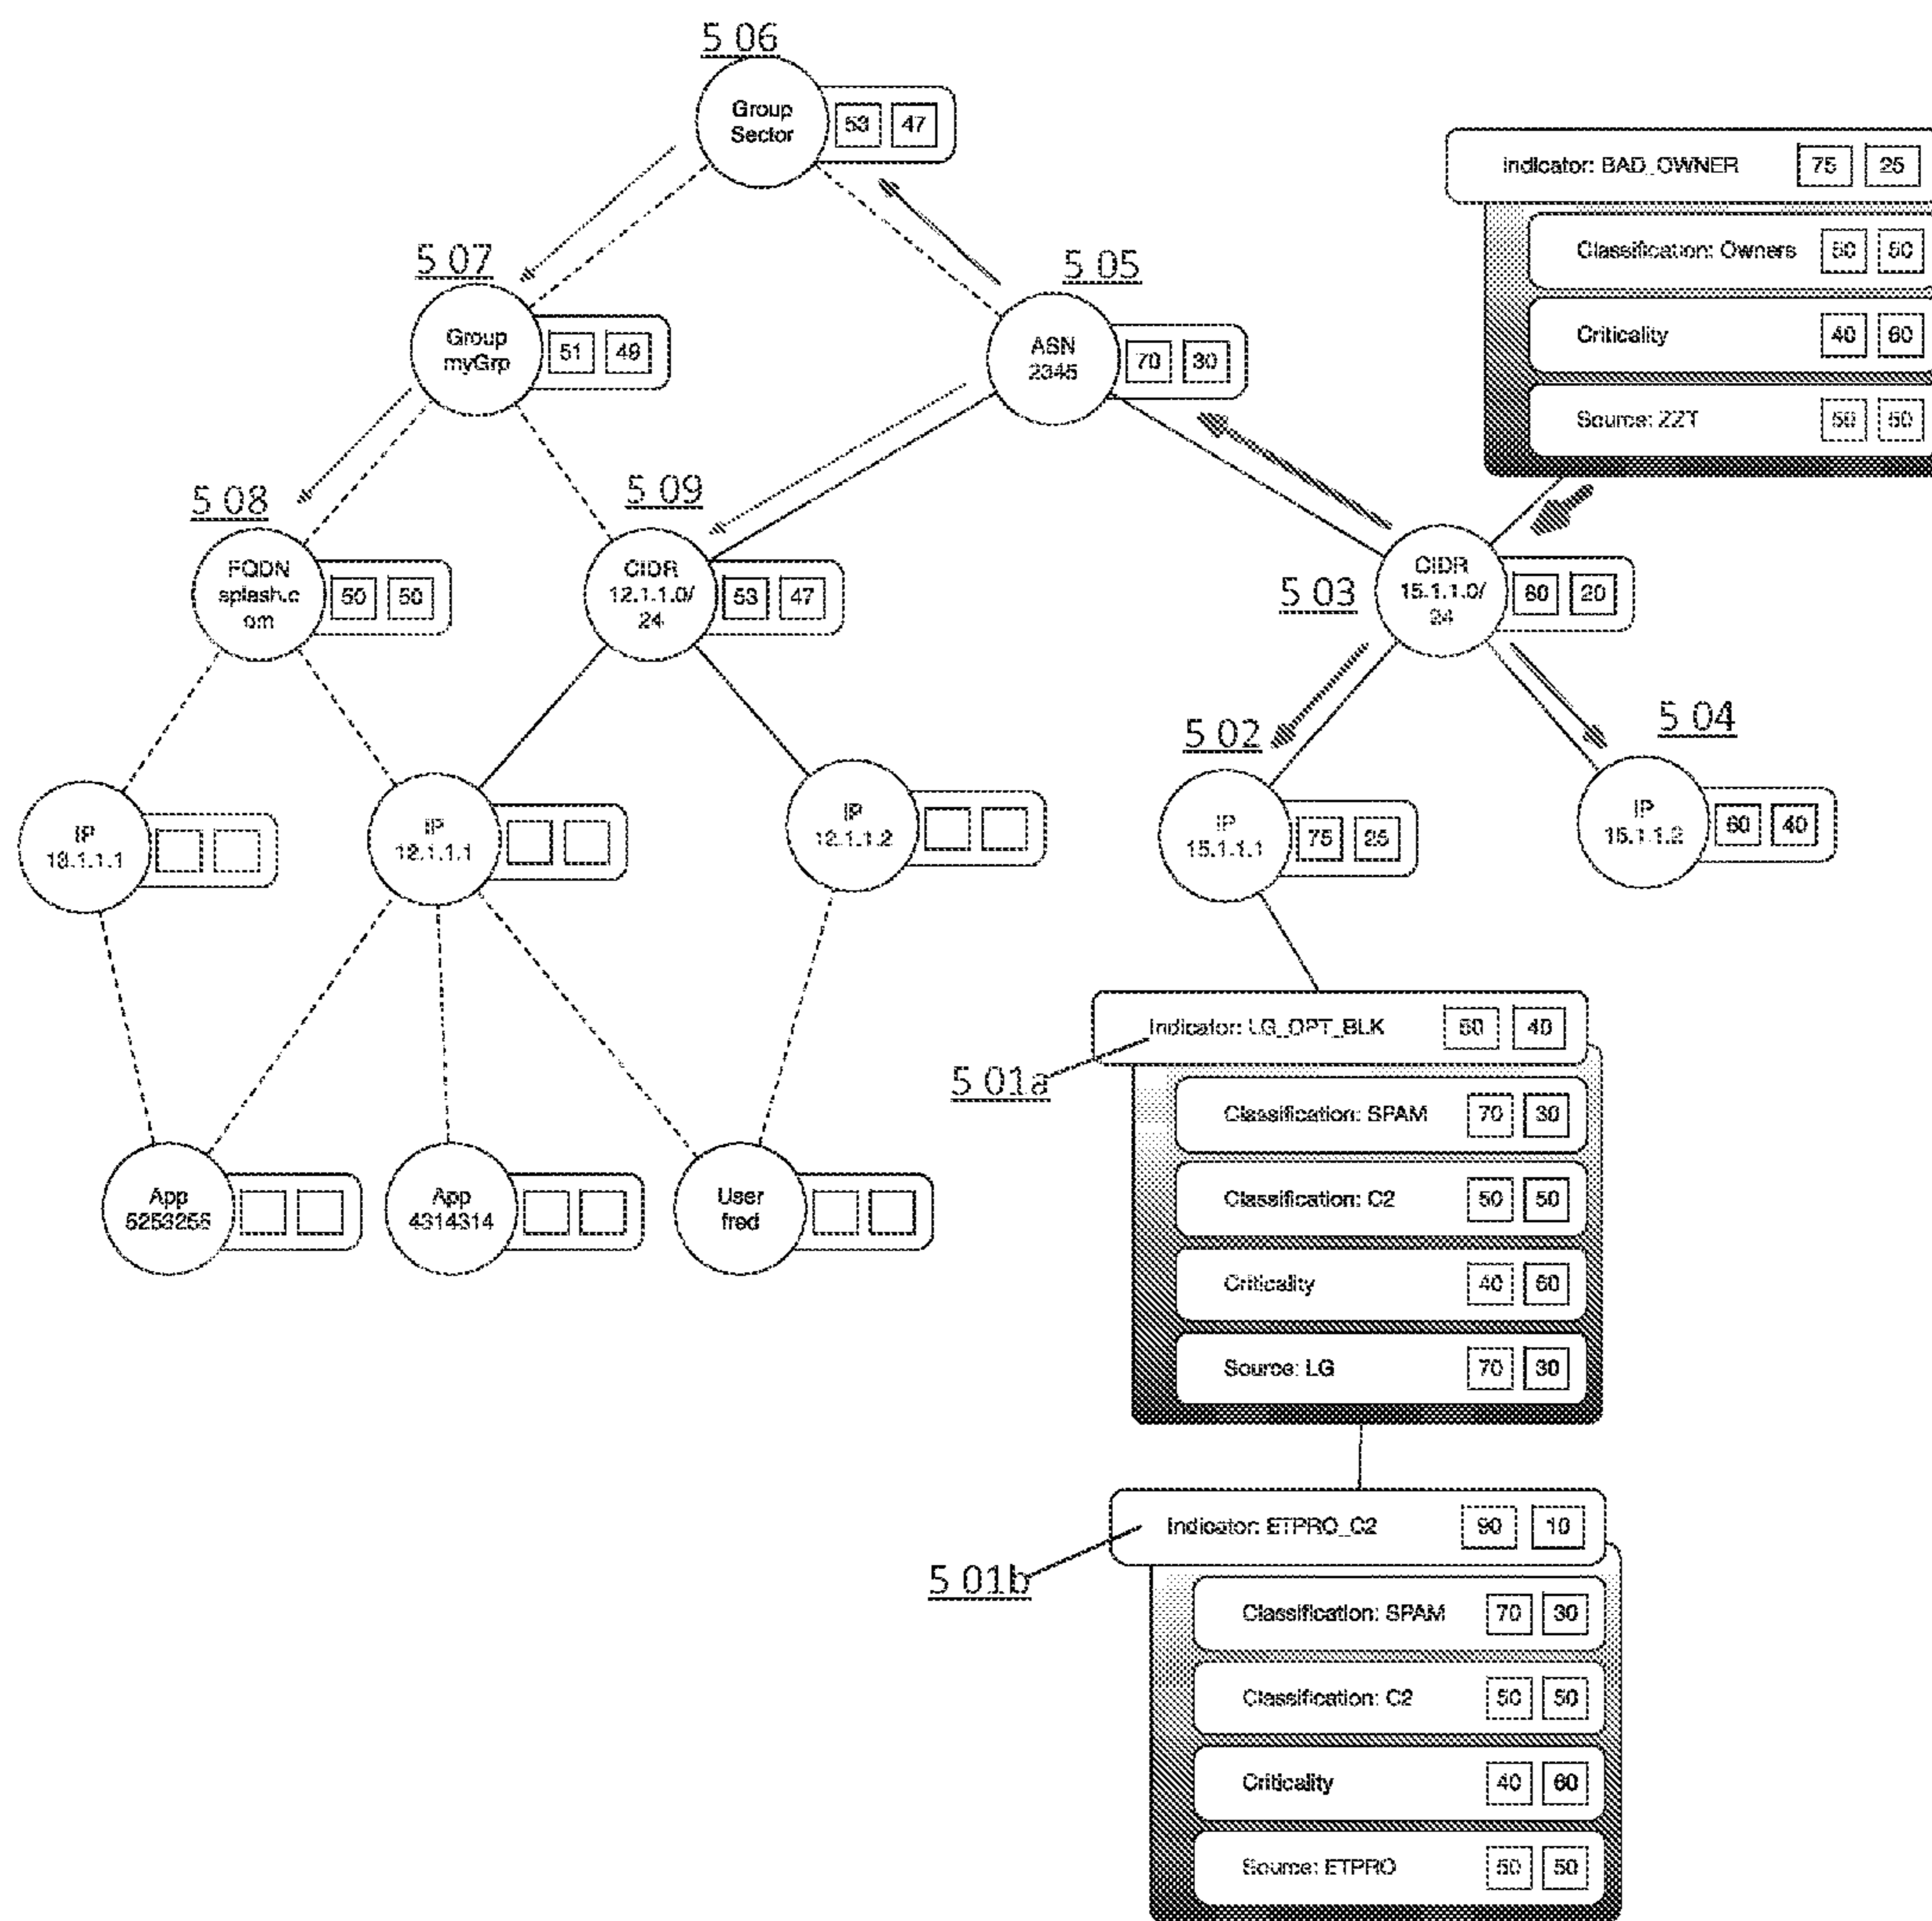 5 06
Group
Sector
53 47
Indicator: BAD_OWNER 75 25
Classification: Owners 50 50
Criticality 40 60
Source: ZZT 50 50
5 07
Group
myGrp
51 49
5 05
ASN
2345
70 30
5 08
FQDN
splash.c
om
50 50
5 09
CIDR
12.1.1.0/
24
53 47
5 03
CIDR
15.1.1.0/
24
80 20
5 02
IP
15.1.1.1
75 25
5 04
IP
15.1.1.2
60 40
IP
13.1.1.1
IP
12.1.1.1
IP
12.1.1.2
App
App
4314314
User
fred
5 01a
Indicator: LG_OPT_BLK 60 40
Classification: SPAM 70 30
Classification: C2 50 50
Criticality 40 60
Source: LG 70 30
5 01b
Indicator: ETPRO_C2 90 10
Classification: SPAM 70 30
Classification: C2 50 50
Criticality 40 60
Source: ETPRO 50 50